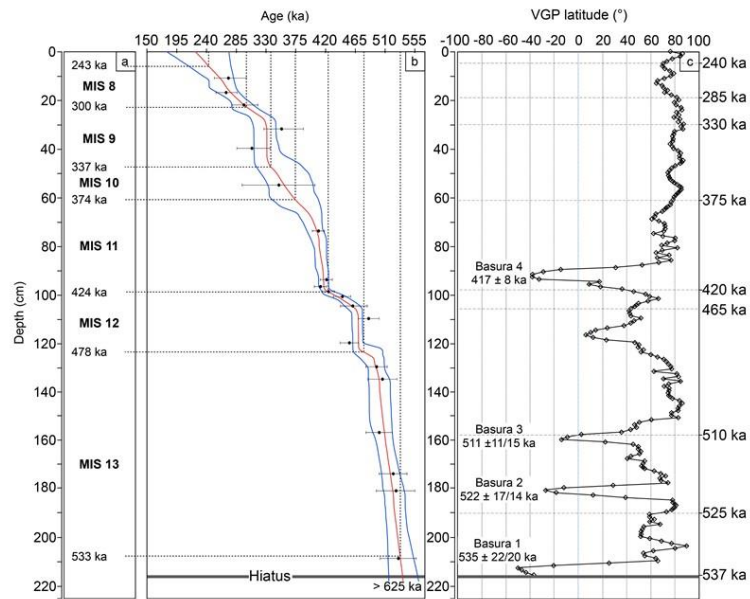 Age (ka)
150 195 240 285 330 375 420 465 510 555
VGP latitude (°)
-100 -80 -60 -40 -20 0 20 40 60 80 100
Depth (cm)
0
20
40
60
80
100
120
140
160
180
200
220
a
b
c
243 ka
MIS 8
300 ka
MIS 9
337 ka
MIS 10
374 ka
MIS 11
424 ka
MIS 12
478 ka
MIS 13
533 ka
Hiatus
> 625 ka
Basura 4
417 ± 8 ka
Basura 3
511 ±11/15 ka
Basura 2
522 ± 17/14 ka
Basura 1
535 ± 22/20 ka
240 ka
285 ka
330 ka
375 ka
420 ka
465 ka
510 ka
525 ka
537 ka